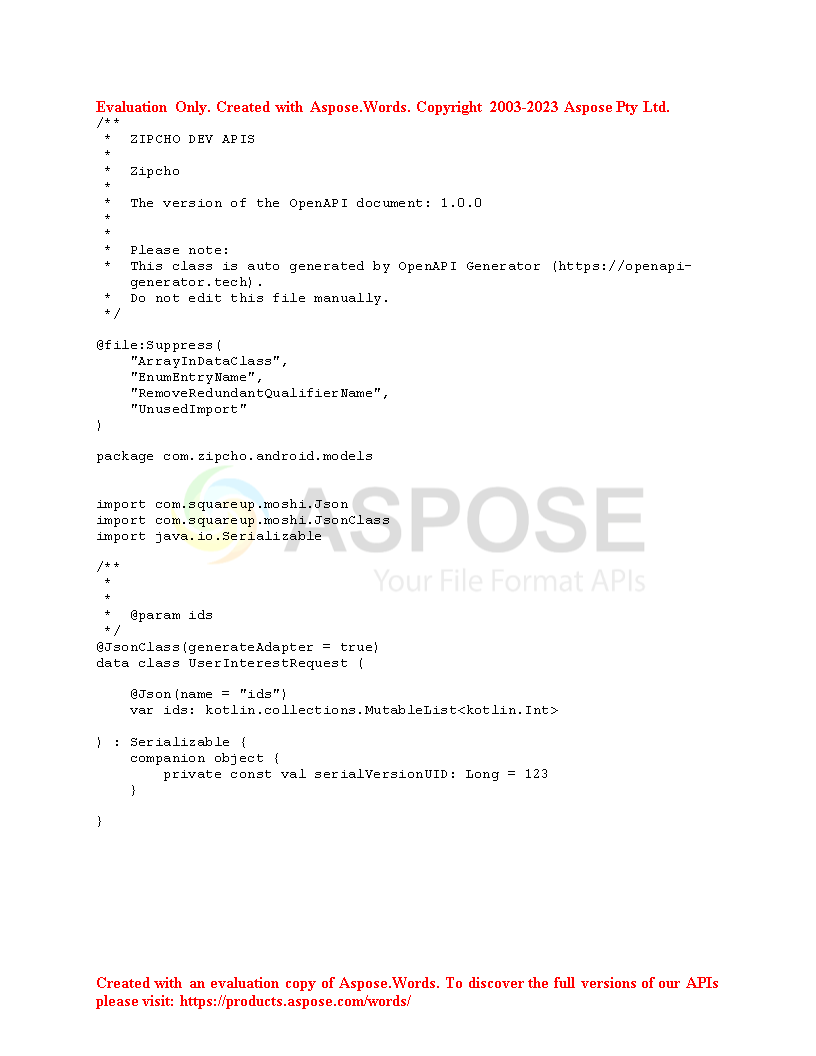 Evaluation Only. Created with Aspose.Words. Copyright 2003-2023 Aspose Pty Ltd.
/**
 *  ZIPCHO DEV APIS
 *
 *  Zipcho
 *
 *  The version of the OpenAPI document: 1.0.0
 *
 *
 *  Please note:
 *  This class is auto generated by OpenAPI Generator (https://openapi-
    generator.tech).
 *  Do not edit this file manually.
 */
@file:Suppress(
    "ArrayInDataClass",
    "EnumEntryName",
    "RemoveRedundantQualifierName",
    "UnusedImport"
)
package com.zipcho.android.models
import com.squareup.moshi.Json
import com.squareup.moshi.JsonClass
import java.io.Serializable
ASPOSE
Your File Format APIs
/**
 *
 *
 *  @param ids
 */
@JsonClass(generateAdapter = true)
data class UserInterestRequest (
    @Json(name = "ids")
    var ids: kotlin.collections.MutableList<kotlin.Int>
) : Serializable {
    companion object {
        private const val serialVersionUID: Long = 123
    }
}
Created with an evaluation copy of Aspose.Words. To discover the full versions of our APIs
please visit: https://products.aspose.com/words/